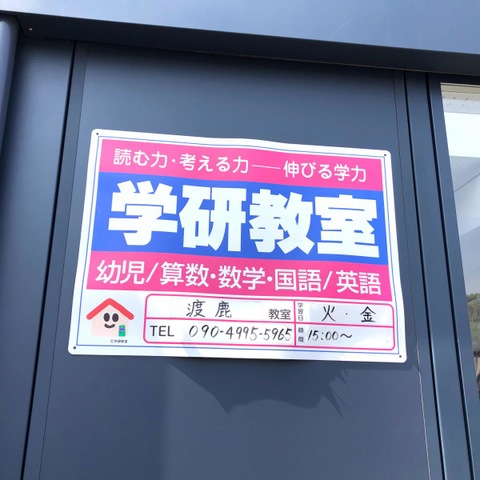 読む力・考える力──伸びる学力
学研教室
幼児/算数・数学・国語/英語
渡鹿 教室 学習日 火・金
TEL 090-4995-5965 時間 15:00〜